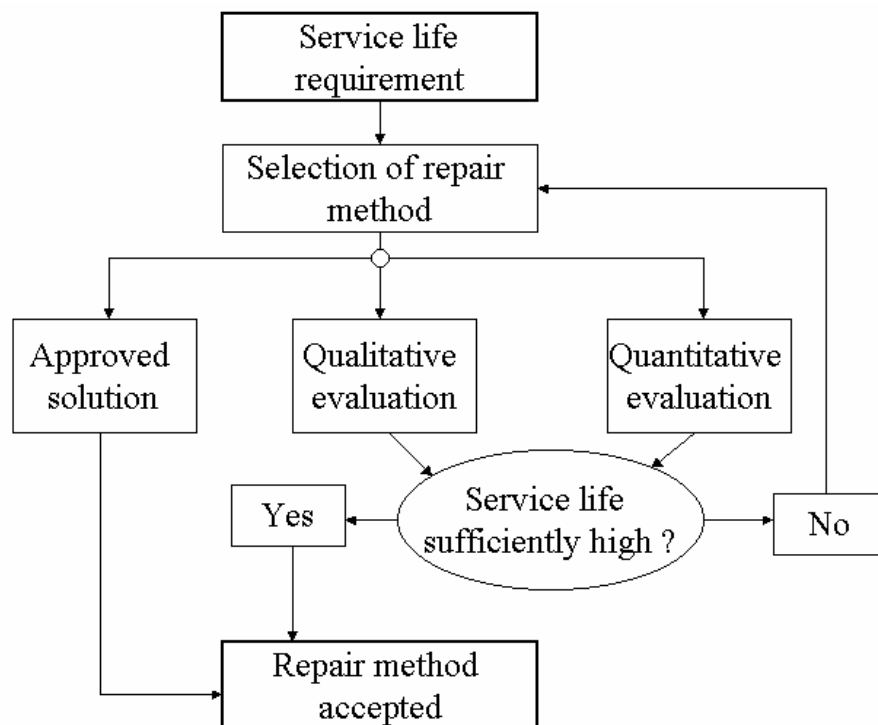 Service life
requirement
Selection of repair
method
Approved
solution
Qualitative
evaluation
Quantitative
evaluation
Service life
sufficiently high ?
Yes
No
Repair method
accepted